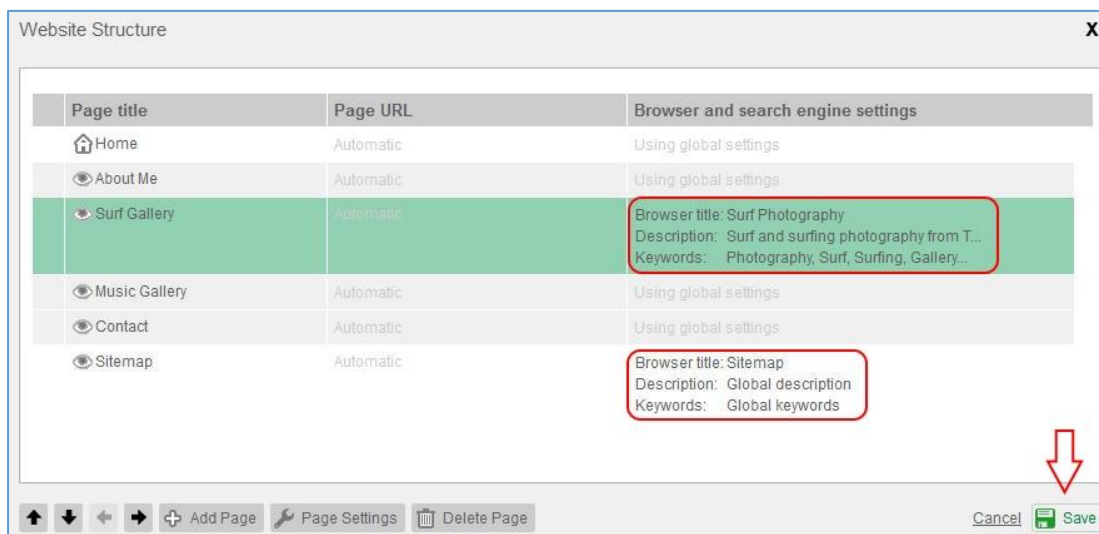 Website Structure X
Page title Page URL Browser and search engine settings
Home Automatic Using global settings
About Me Automatic Using global settings
Surf Gallery Automatic Browser title: Surf Photography
Description: Surf and surfing photography from T...
Keywords: Photography, Surf, Surfing, Gallery...
Music Gallery Automatic Using global settings
Contact Automatic Using global settings
Sitemap Automatic Browser title: Sitemap
Description: Global description
Keywords: Global keywords
Add Page Page Settings Delete Page Cancel Save